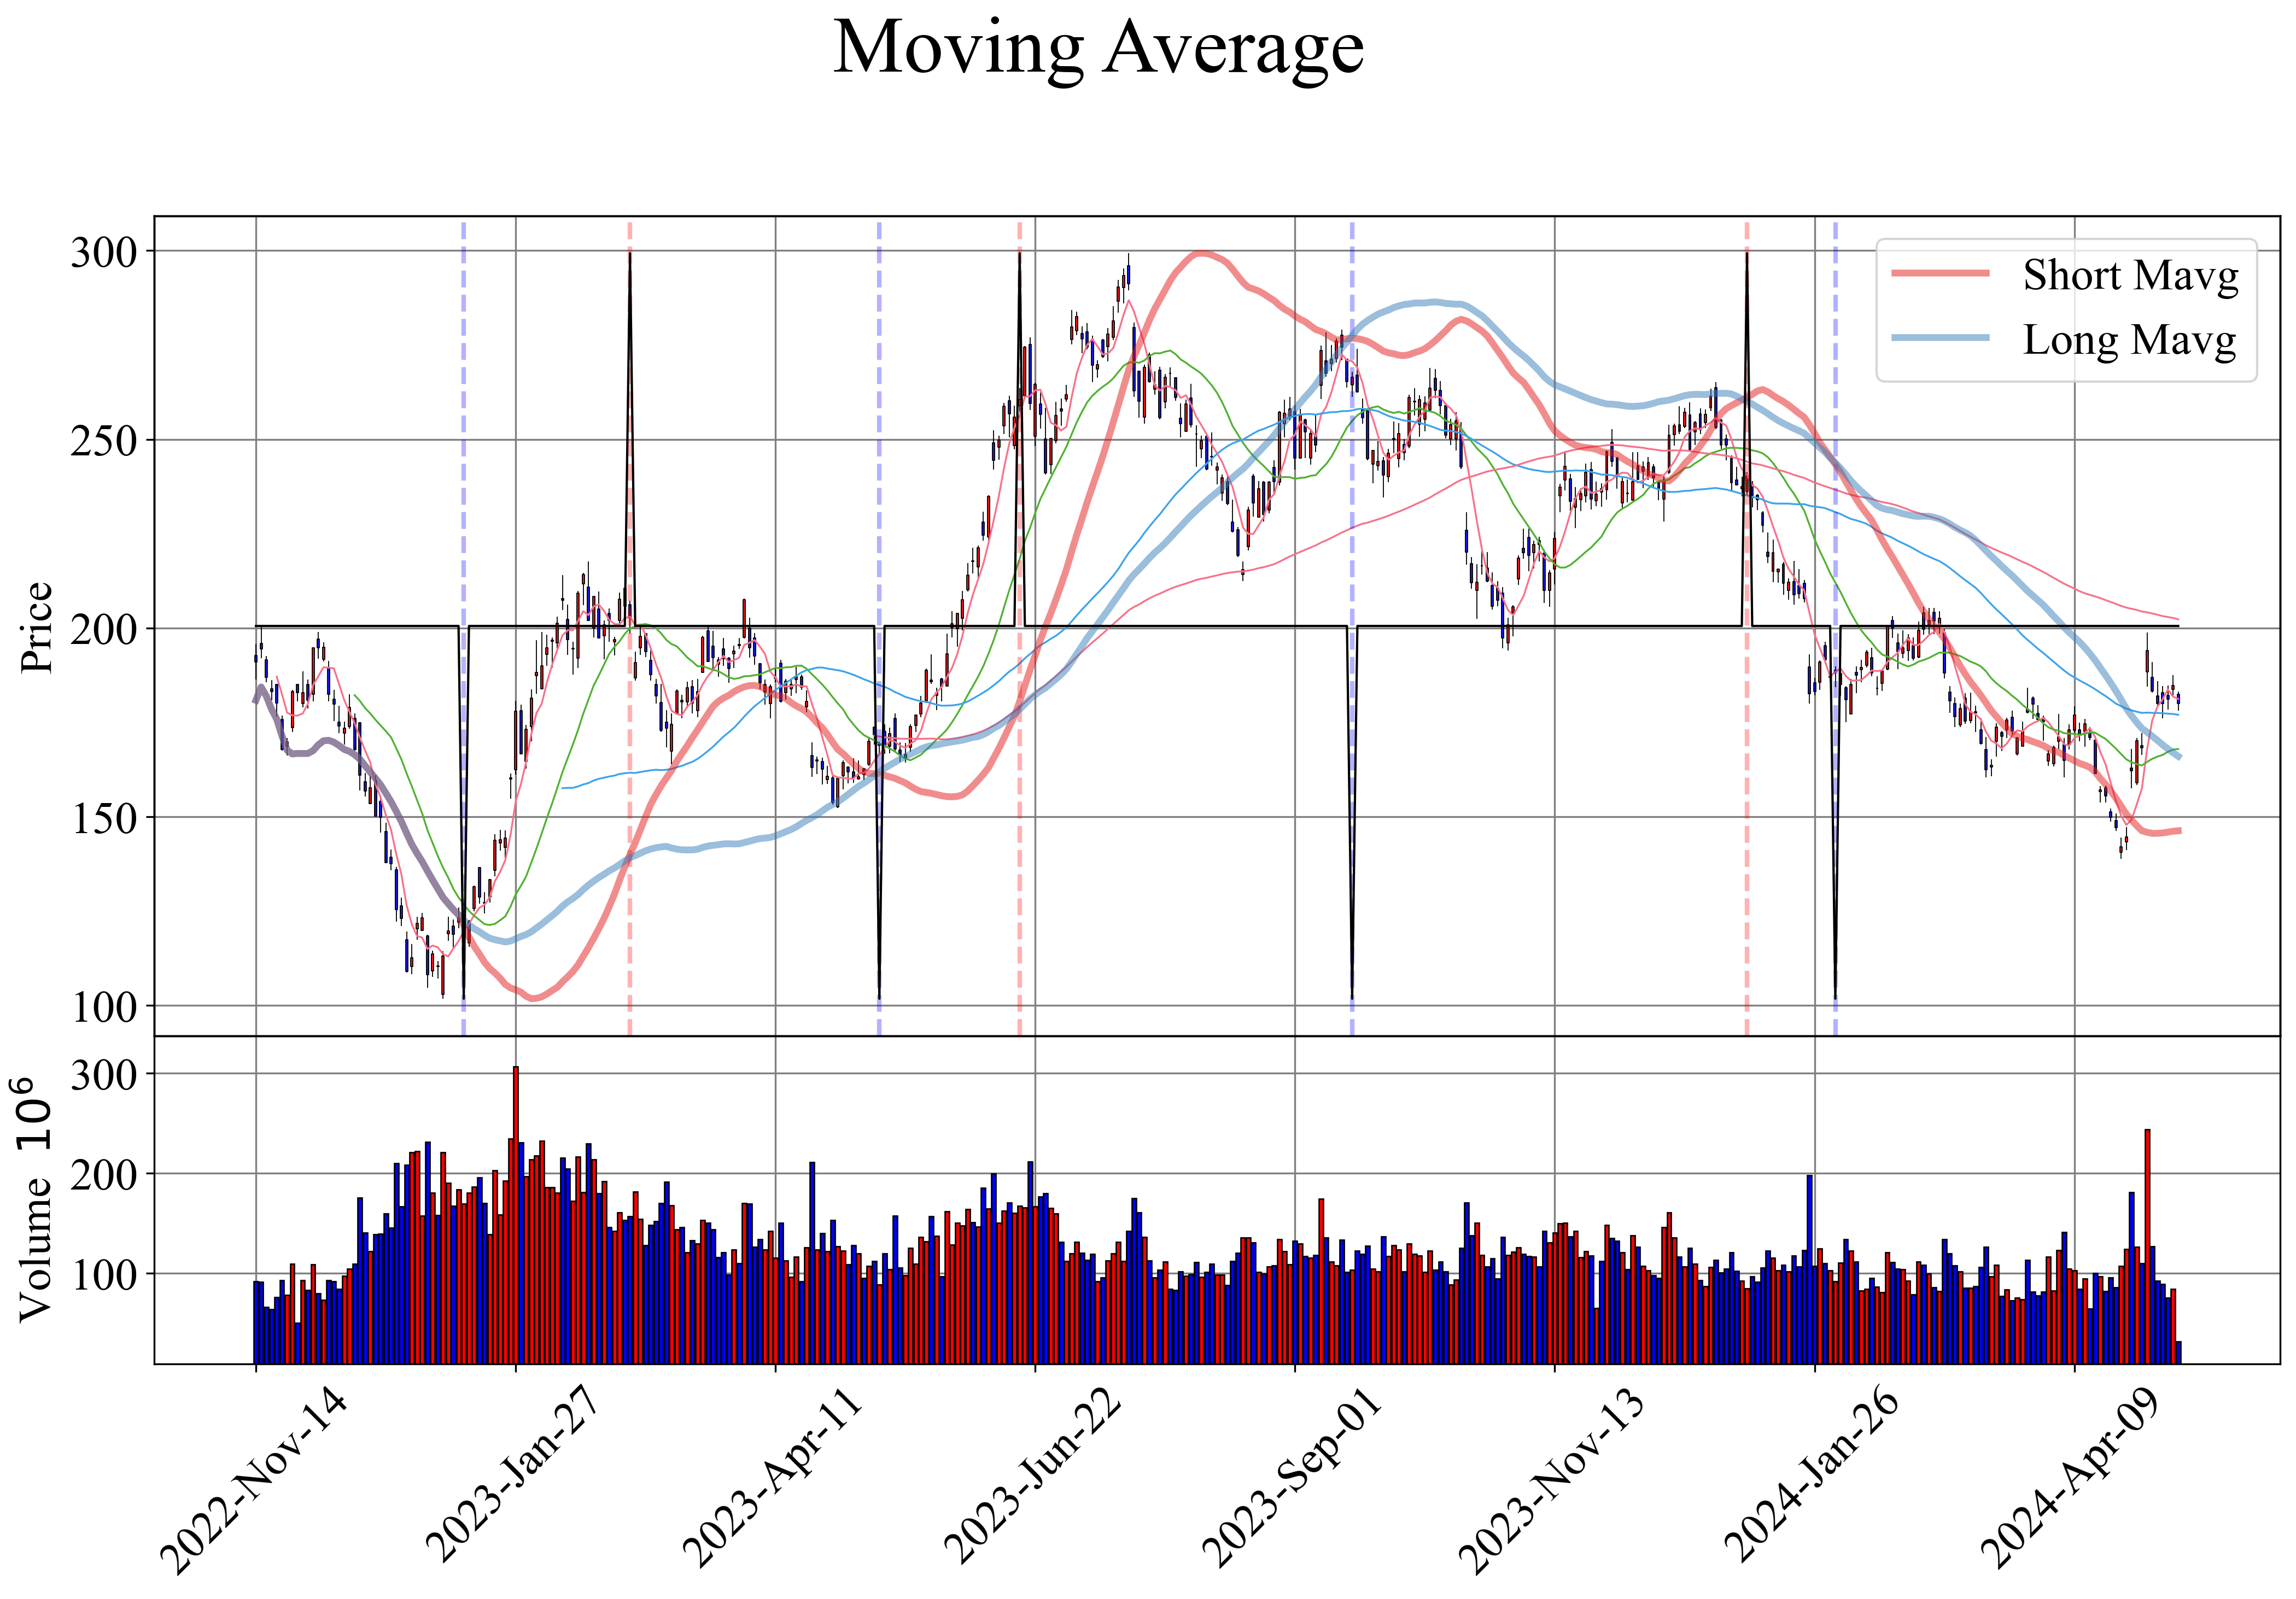 Moving Average
Short Mavg
Long Mavg
300
250
200
150
100
Price
300
200
100
Volume 10⁶
2022-Nov-14
2023-Jan-27
2023-Apr-11
2023-Jun-22
2023-Sep-01
2023-Nov-13
2024-Jan-26
2024-Apr-09